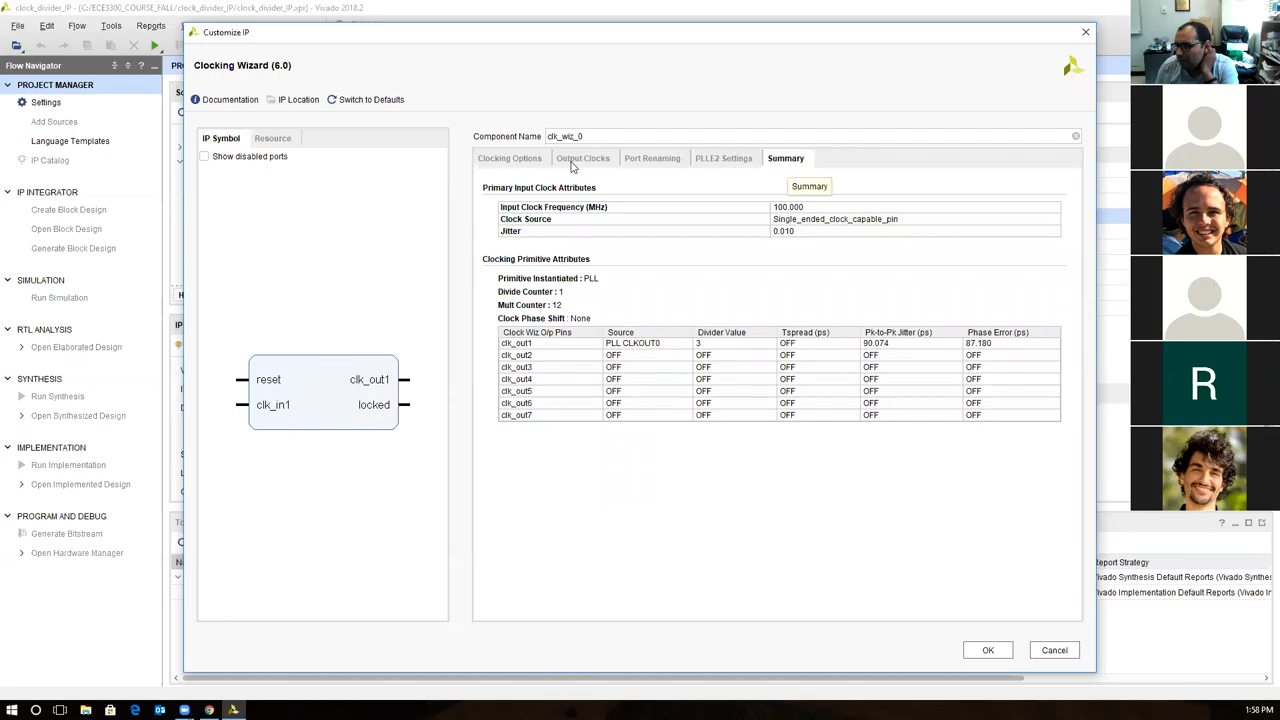 clock_divider_IP - [C:/ECE3300_COURSE_FALL/clock_divider_IP/clock_divider_IP.xpr] - Vivado 2018.2
File Edit Flow Tools Reports
Customize IP
Flow Navigator
Clocking Wizard (6.0)
PROJECT MANAGER
Settings
Documentation IP Location Switch to Defaults
Add Sources
Language Templates
IP Symbol Resource
Component Name clk_wiz_0
Show disabled ports
Clocking Options Output Clocks Port Renaming PLLE2 Settings Summary
IP Catalog
Summary
Primary Input Clock Attributes
IP INTEGRATOR
Input Clock Frequency (MHz) 100.000
Create Block Design
Clock Source Single_ended_clock_capable_pin
Open Block Design
Jitter 0.010
Generate Block Design
Clocking Primitive Attributes
SIMULATION
Primitive Instantiated : PLL
Run Simulation
Divide Counter : 1
Mult Counter : 12
Clock Phase Shift : None
RTL ANALYSIS
Clock Wiz O/p Pins Source Divider Value Tspread (ps) Pk-to-Pk Jitter (ps) Phase Error (ps)
Open Elaborated Design
clk_out1 PLL CLKOUT0 3 OFF 90.074 87.180
clk_out2 OFF OFF OFF OFF OFF
clk_out3 OFF OFF OFF OFF OFF
clk_out4 OFF OFF OFF OFF OFF
clk_out5 OFF OFF OFF OFF OFF
clk_out6 OFF OFF OFF OFF OFF
clk_out7 OFF OFF OFF OFF OFF
SYNTHESIS
Run Synthesis
Open Synthesized Design
reset clk_out1
clk_in1 locked
R
IMPLEMENTATION
Run Implementation
Open Implemented Design
PROGRAM AND DEBUG
Generate Bitstream
Open Hardware Manager
Report Strategy
Vivado Synthesis Default Reports (Vivado Synthes
Vivado Implementation Default Reports (Vivado Im
OK Cancel
1:58 PM